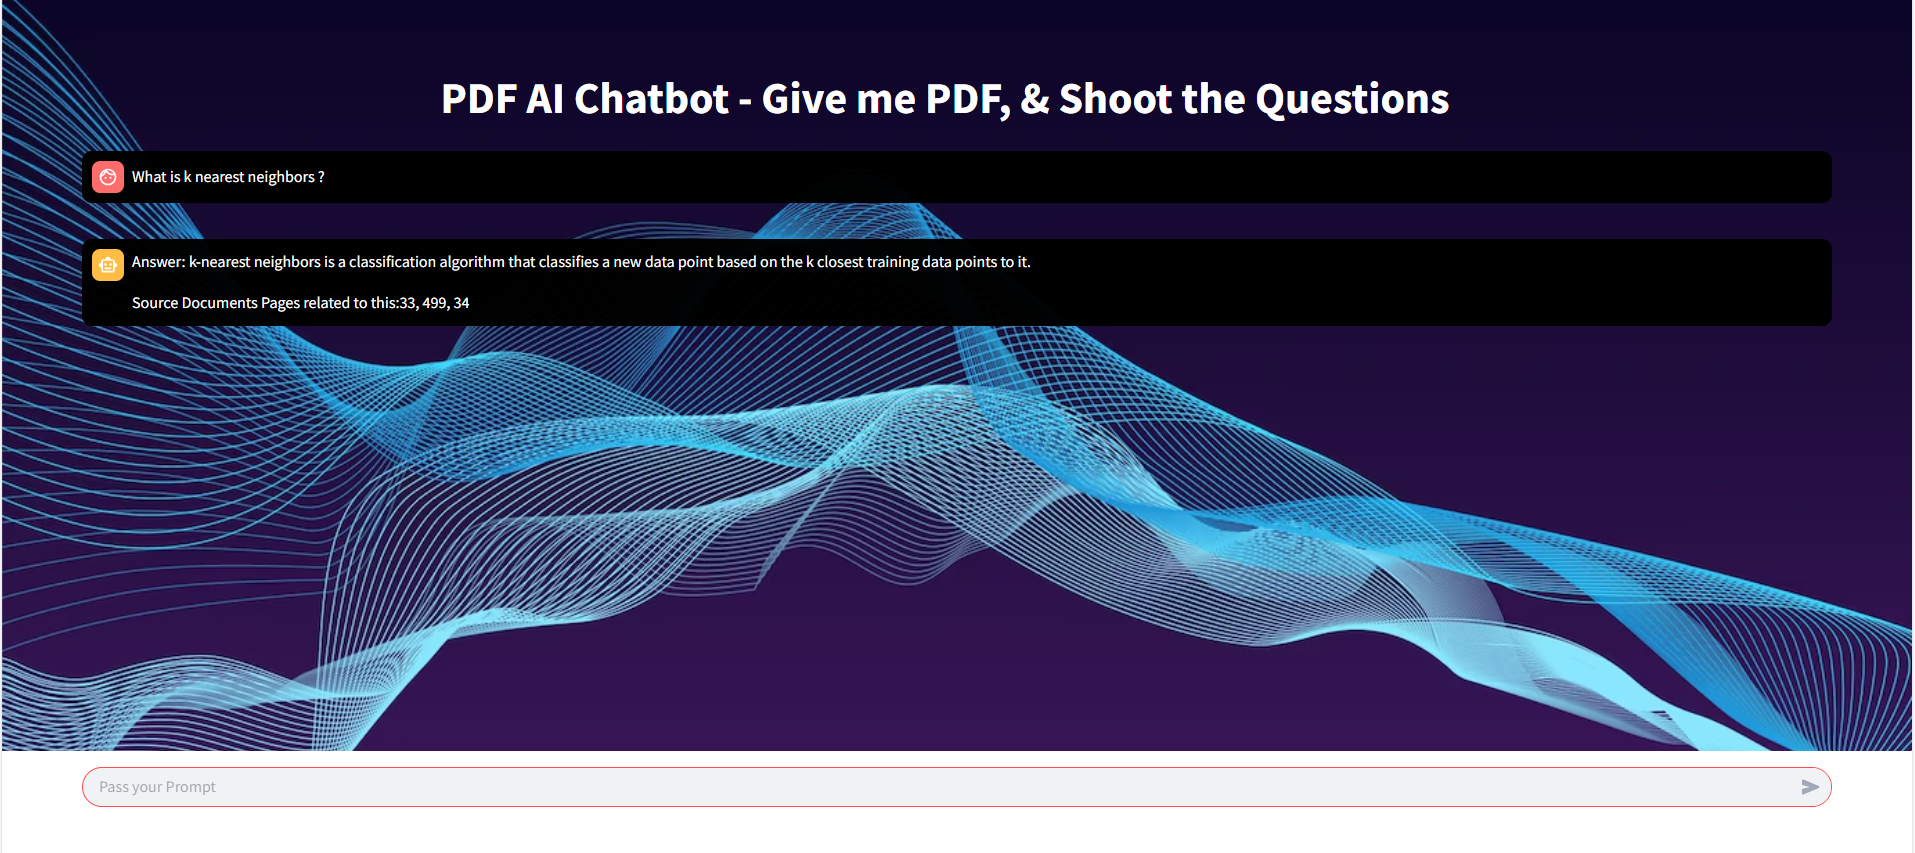 PDF AI Chatbot - Give me PDF, & Shoot the Questions
What is k nearest neighbors ?
Answer: k-nearest neighbors is a classification algorithm that classifies a new data point based on the k closest training data points to it.
Source Documents Pages related to this:33, 499, 34
Pass your Prompt